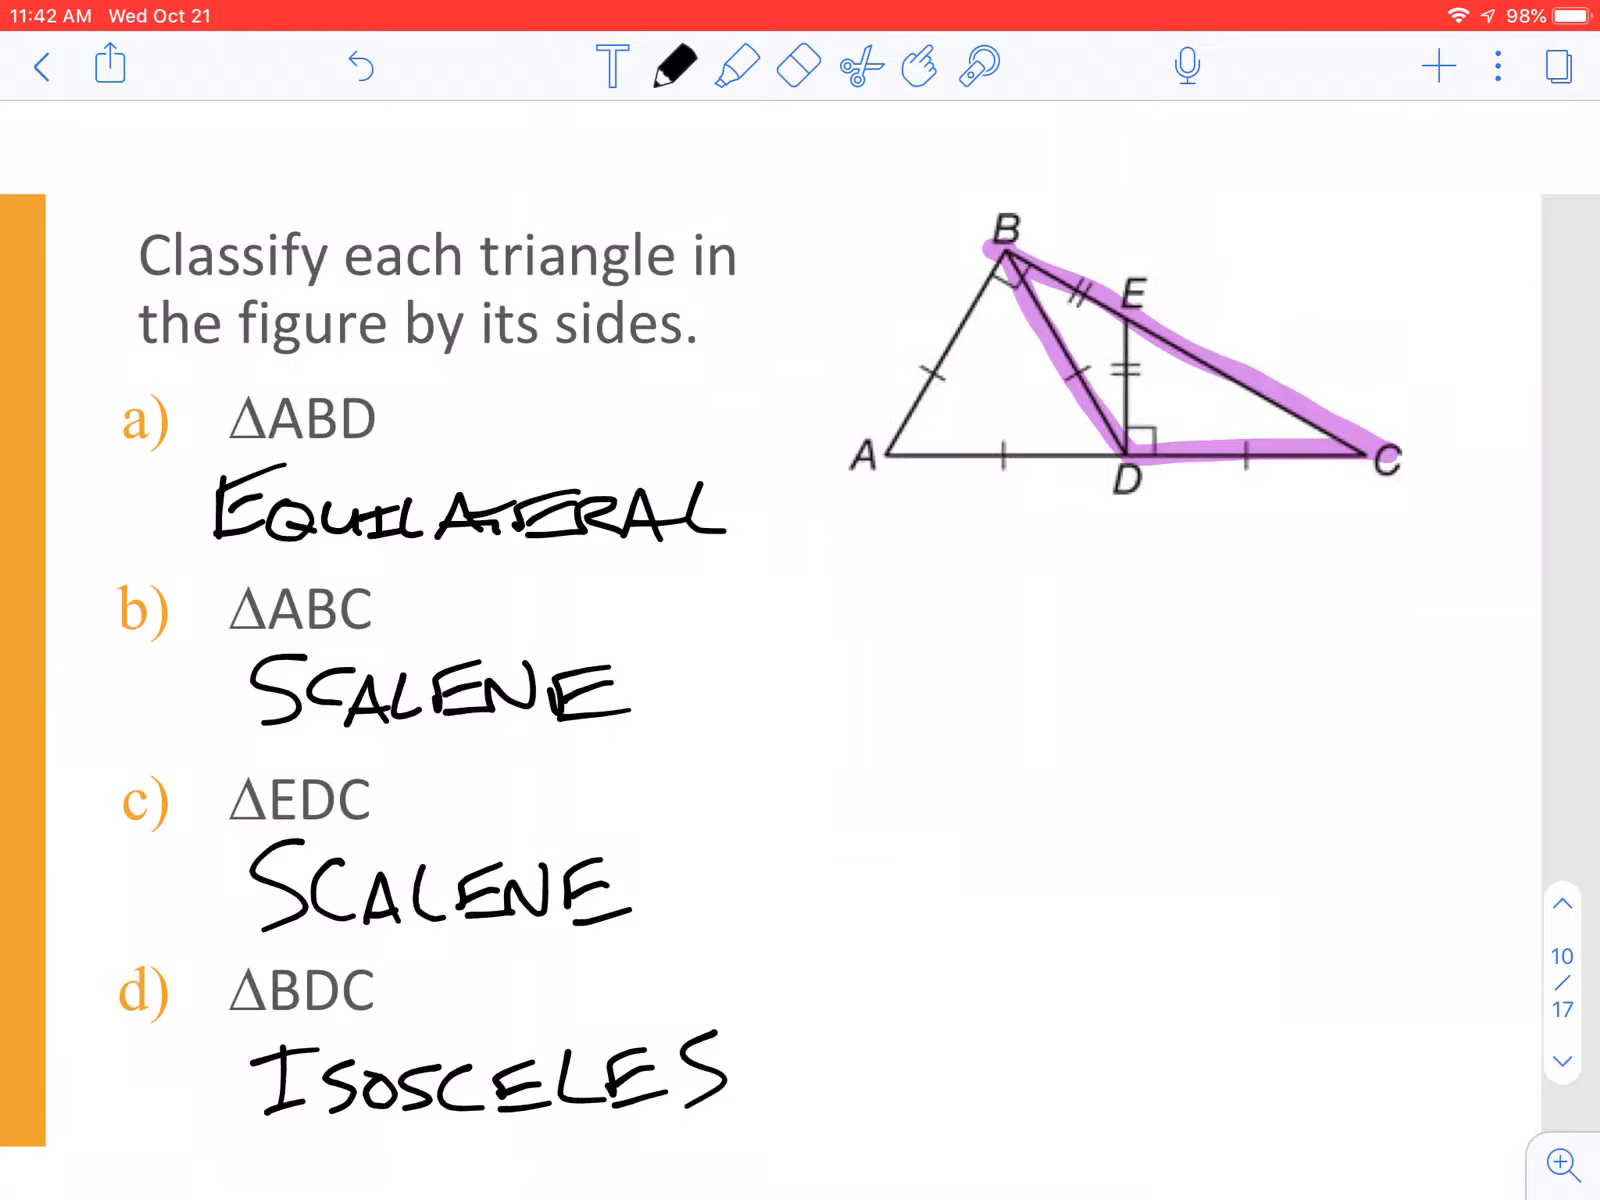 11:42 AM Wed Oct 21
98%
T
Classify each triangle in
the figure by its sides.
a) ΔABD
EQUILATERAL
b) ΔABC
SCALENE
c) ΔEDC
SCALENE
d) ΔBDC
ISOSCELES
B
E
A
D
C
10
/
17